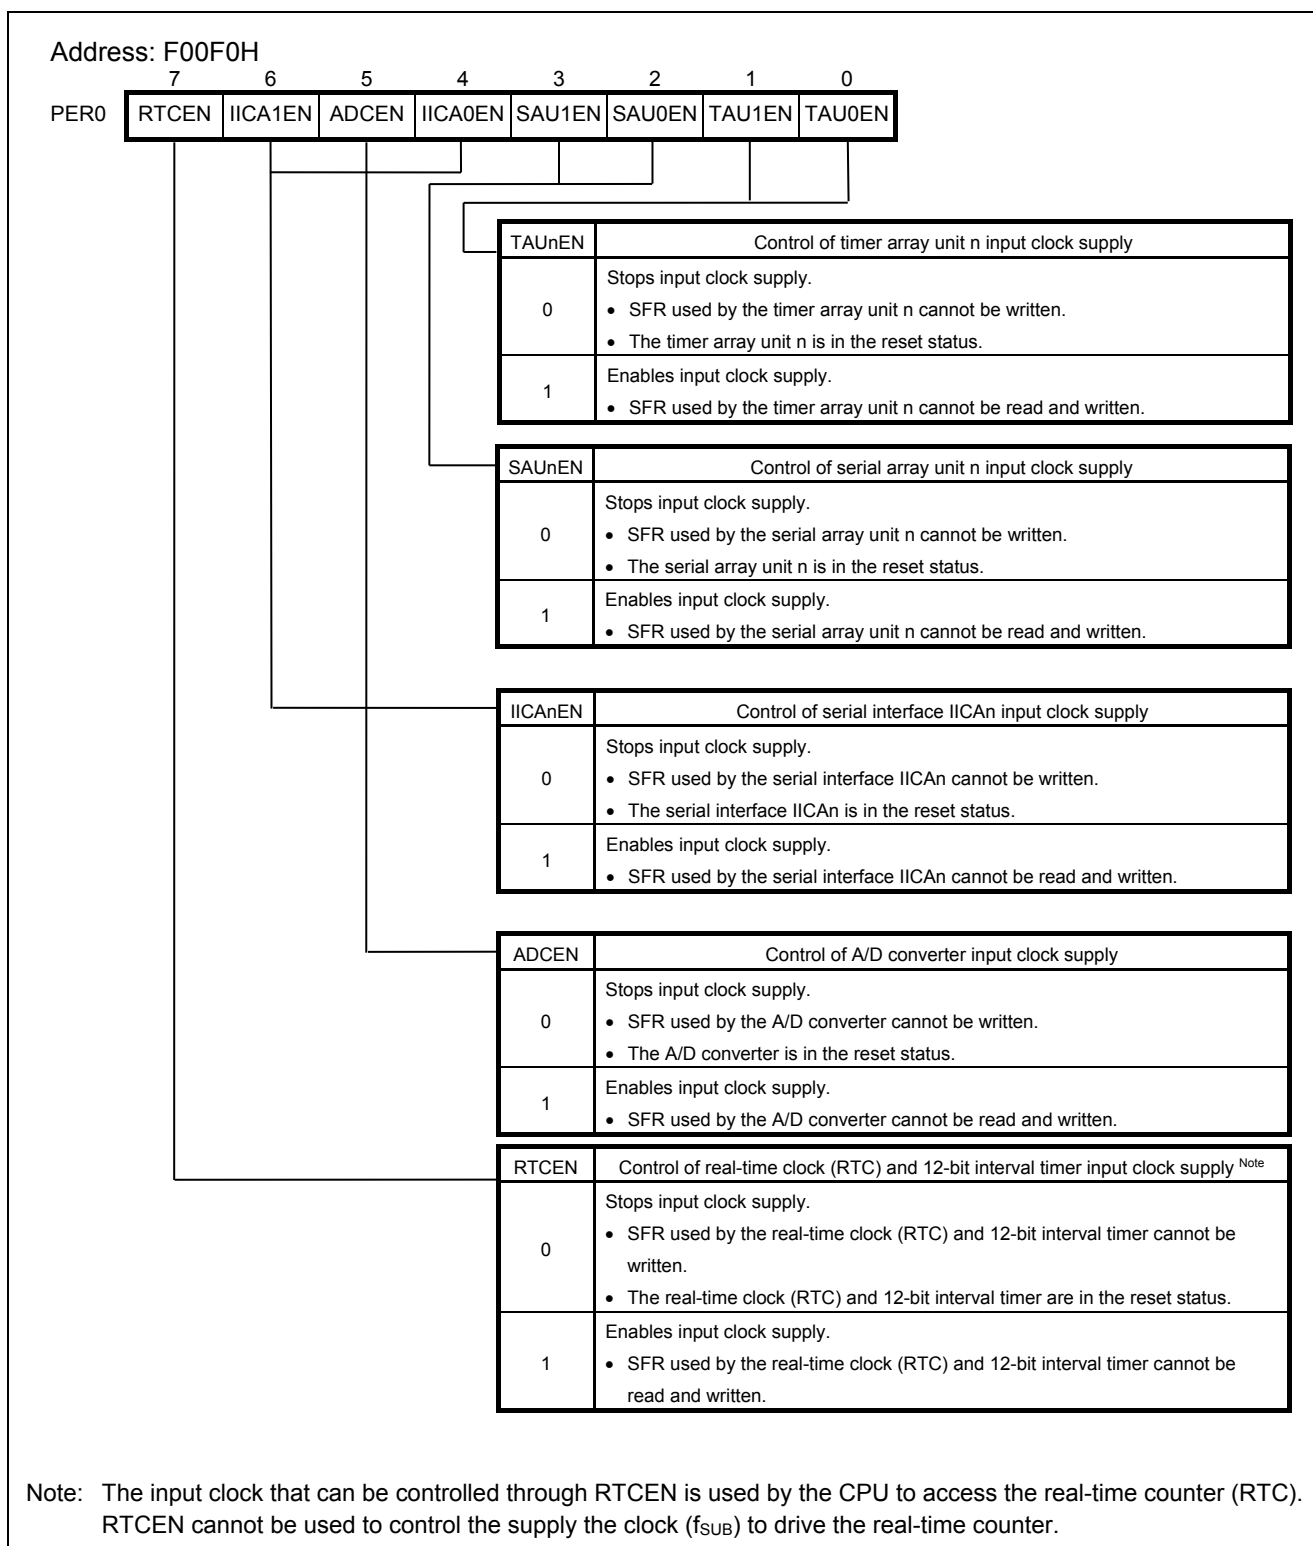 Address: F00F0H
7 6 5 4 3 2 1 0
PER0 RTCEN IICA1EN ADCEN IICA0EN SAU1EN SAU0EN TAU1EN TAU0EN
TAUnEN Control of timer array unit n input clock supply
0
Stops input clock supply.
• SFR used by the timer array unit n cannot be written.
• The timer array unit n is in the reset status.
1
Enables input clock supply.
• SFR used by the timer array unit n cannot be read and written.
SAUnEN Control of serial array unit n input clock supply
0
Stops input clock supply.
• SFR used by the serial array unit n cannot be written.
• The serial array unit n is in the reset status.
1
Enables input clock supply.
• SFR used by the serial array unit n cannot be read and written.
IICAnEN Control of serial interface IICAn input clock supply
0
Stops input clock supply.
• SFR used by the serial interface IICAn cannot be written.
• The serial interface IICAn is in the reset status.
1
Enables input clock supply.
• SFR used by the serial interface IICAn cannot be read and written.
ADCEN Control of A/D converter input clock supply
0
Stops input clock supply.
• SFR used by the A/D converter cannot be written.
• The A/D converter is in the reset status.
1
Enables input clock supply.
• SFR used by the A/D converter cannot be read and written.
RTCEN Control of real-time clock (RTC) and 12-bit interval timer input clock supply Note
0
Stops input clock supply.
• SFR used by the real-time clock (RTC) and 12-bit interval timer cannot be
written.
• The real-time clock (RTC) and 12-bit interval timer are in the reset status.
1
Enables input clock supply.
• SFR used by the real-time clock (RTC) and 12-bit interval timer cannot be
read and written.
Note: The input clock that can be controlled through RTCEN is used by the CPU to access the real-time counter (RTC).
RTCEN cannot be used to control the supply the clock (fSUB) to drive the real-time counter.